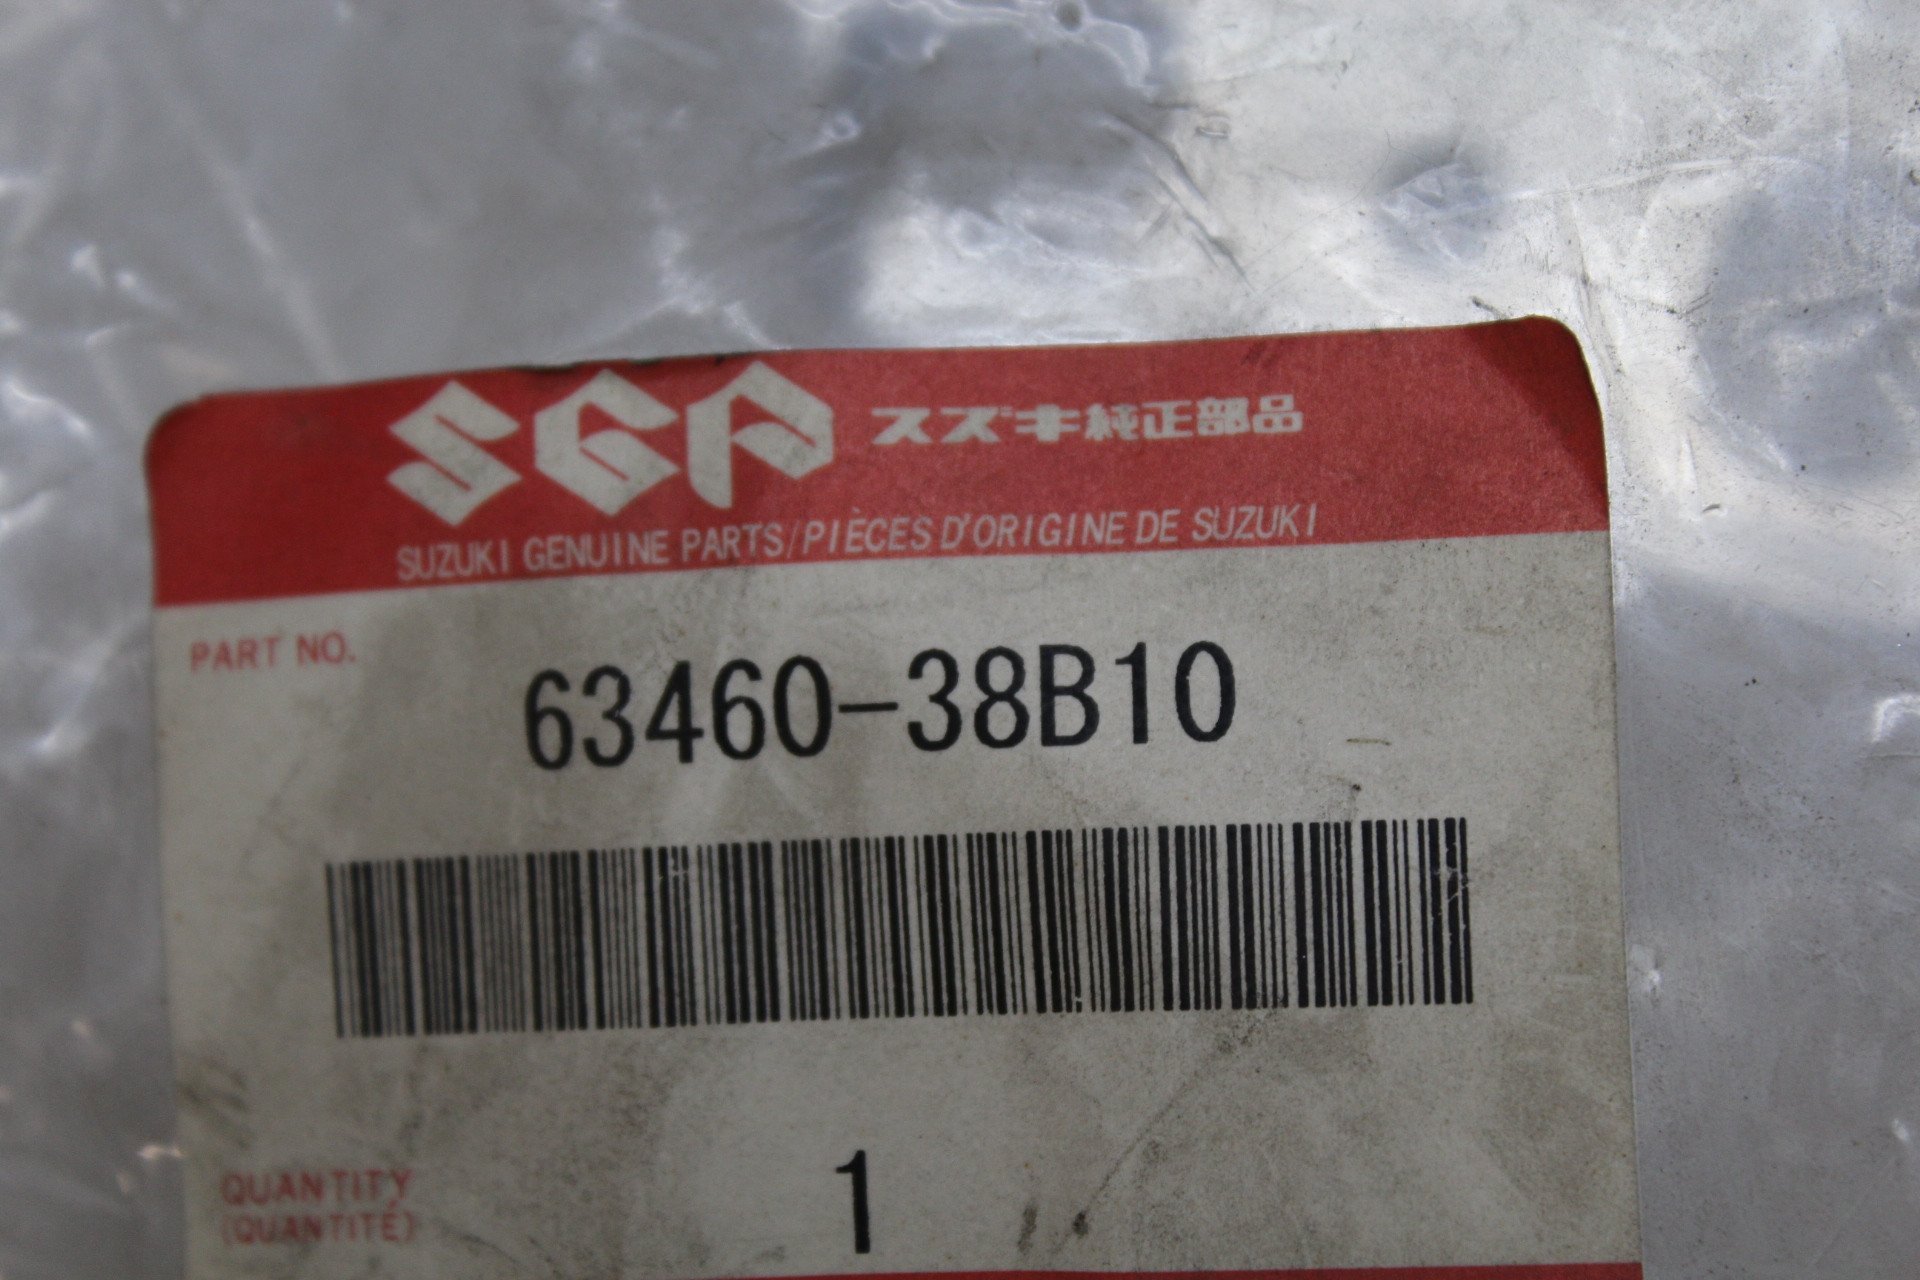 SGP スズキ純正部品
SUZUKI GENUINE PARTS/PIÈCES D'ORIGINE DE SUZUKI
PART NO. 63460-38B10
QUANTITY 1
(QUANTITÉ)